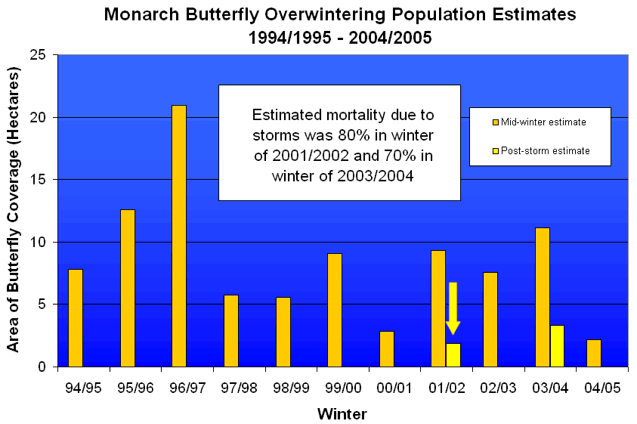 Monarch Butterfly Overwintering Population Estimates
1994/1995 - 2004/2005
Area of Butterfly Coverage (Hectares)
25
20
15
10
5
0
Estimated mortality due to
storms was 80% in winter
of 2001/2002 and 70% in
winter of 2003/2004
Mid-winter estimate
Post-storm estimate
94/95 95/96 96/97 97/98 98/99 99/00 00/01 01/02 02/03 03/04 04/05
Winter